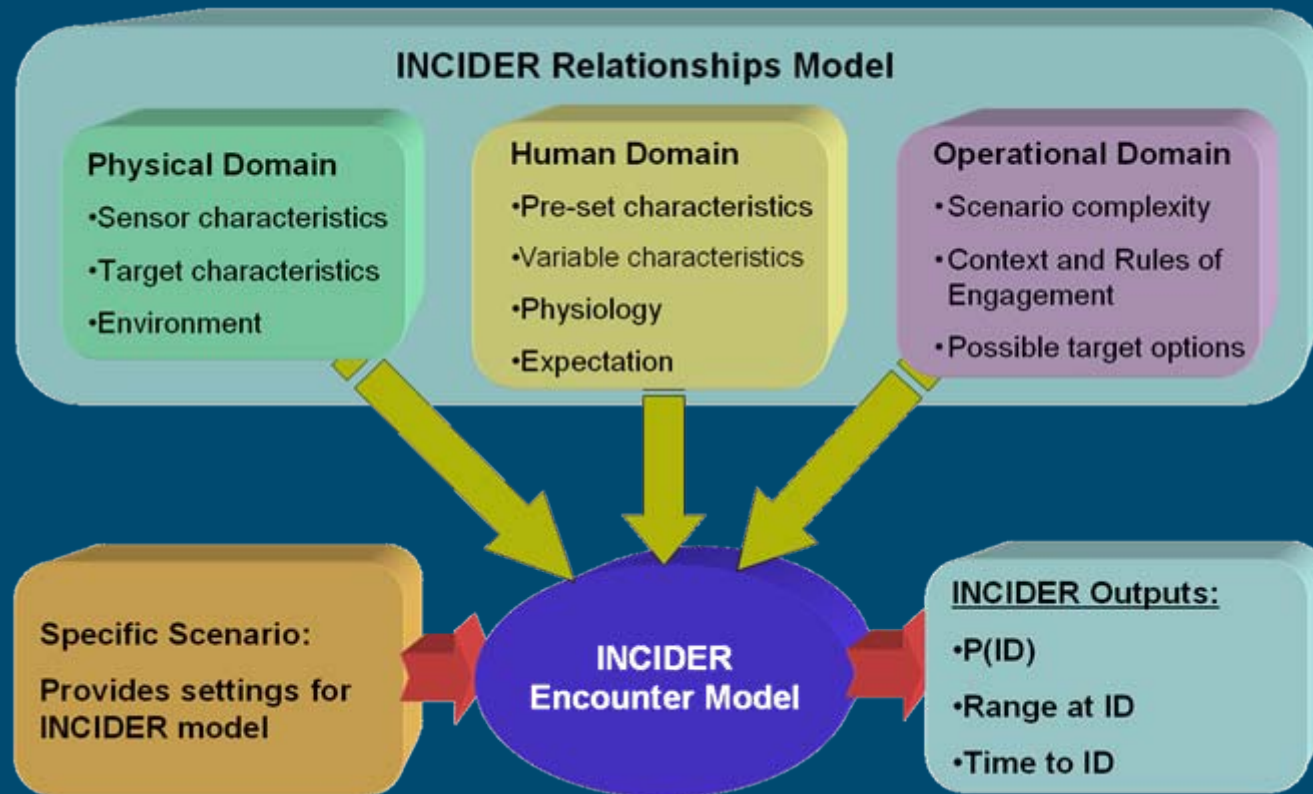 INCIDER Relationships Model
Physical Domain
•Sensor characteristics
•Target characteristics
•Environment
Human Domain
•Pre-set characteristics
•Variable characteristics
•Physiology
•Expectation
Operational Domain
•Scenario complexity
•Context and Rules of
Engagement
•Possible target options
Specific Scenario:
Provides settings for
INCIDER model
INCIDER
Encounter Model
INCIDER Outputs:
•P(ID)
•Range at ID
•Time to ID